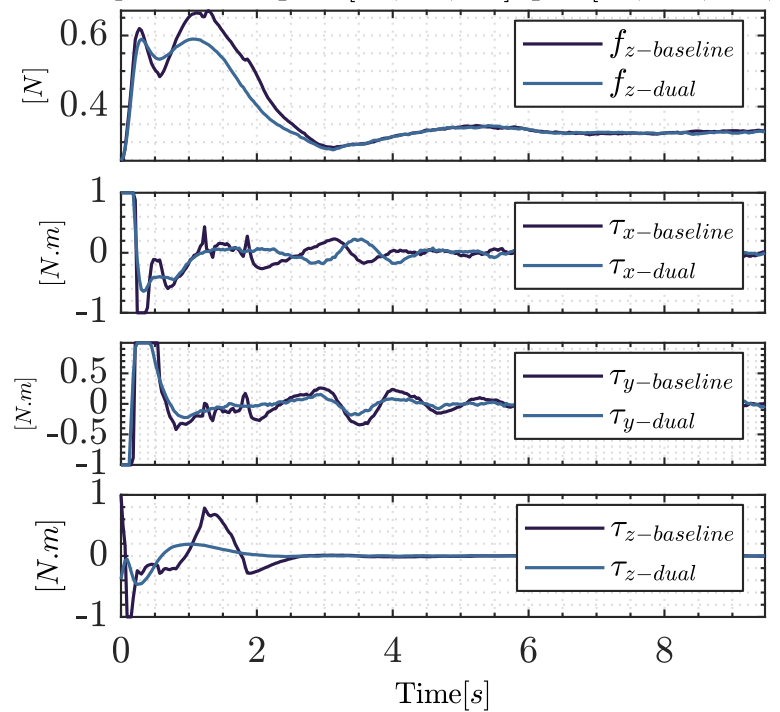 0.6
0.4
[N]
f_{z-baseline}
f_{z-dual}
1
0
-1
[N.m]
τ_{x-baseline}
τ_{x-dual}
0.5
0
-0.5
-1
[N.m]
τ_{y-baseline}
τ_{y-dual}
1
0
-1
[N.m]
τ_{z-baseline}
τ_{z-dual}
0 2 4 6 8
Time[s]